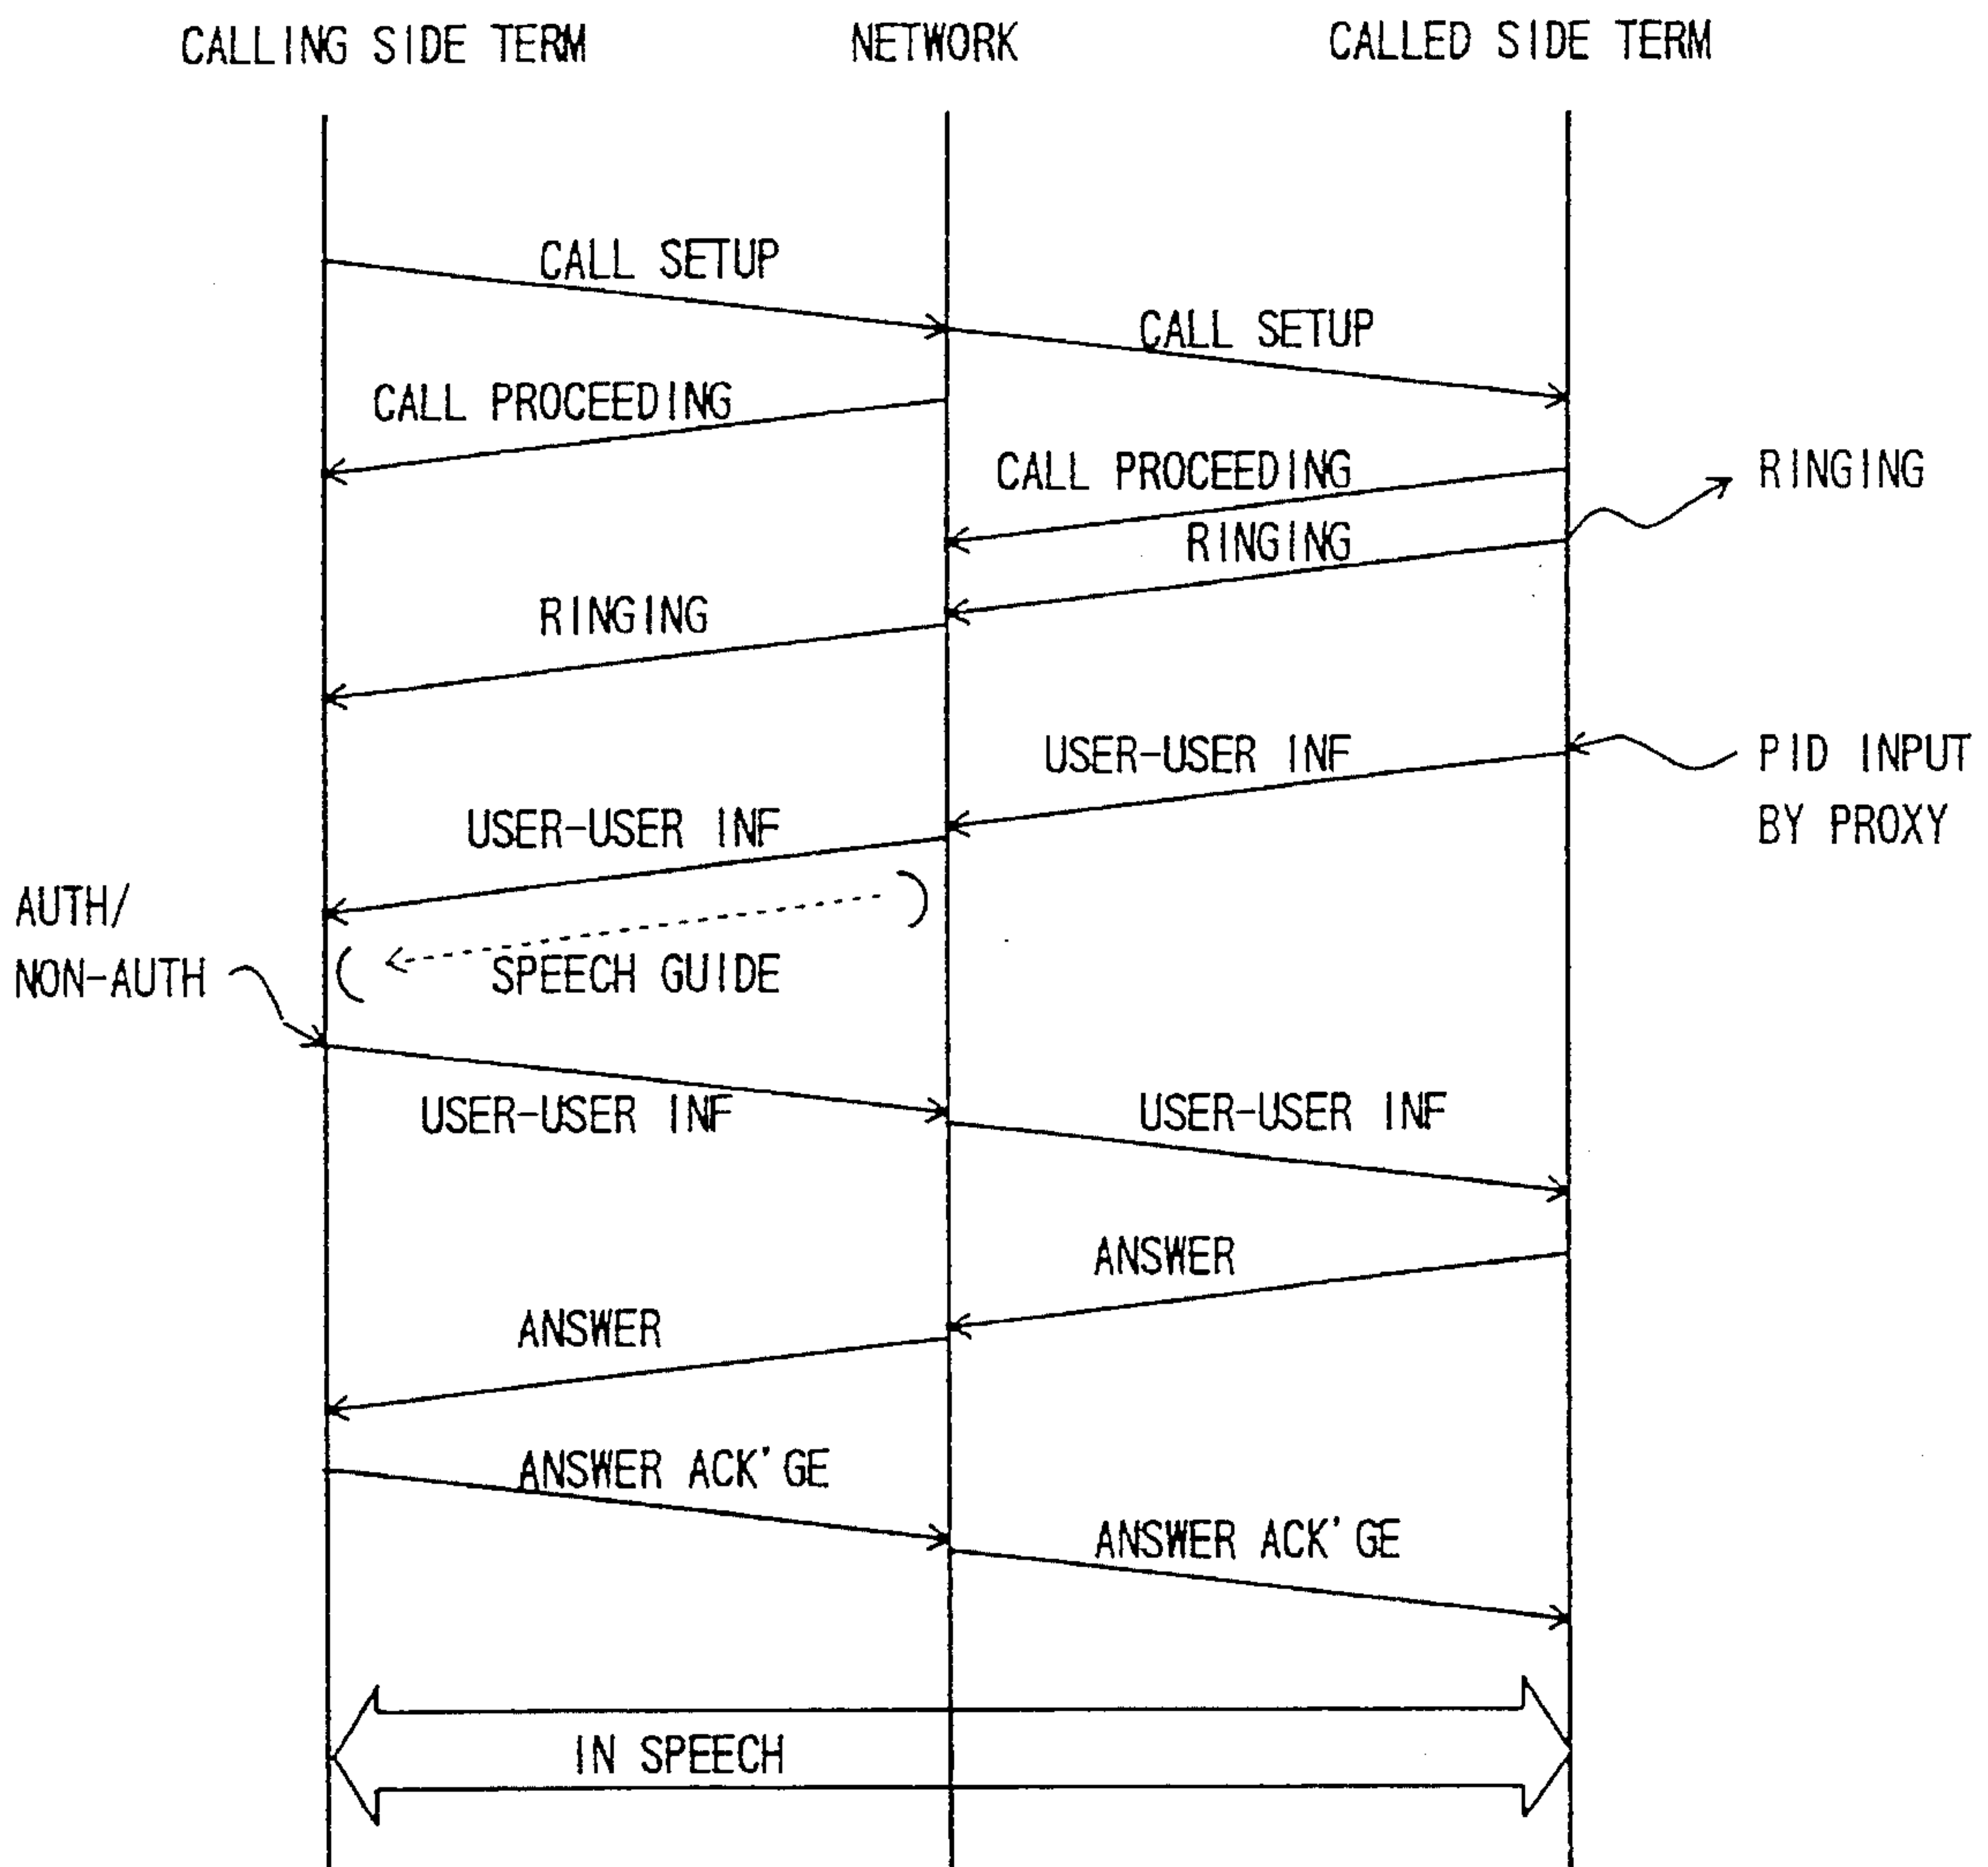 CALLING SIDE TERM
NETWORK
CALLED SIDE TERM
CALL SETUP
CALL SETUP
CALL PROCEEDING
CALL PROCEEDING
RINGING
RINGING
RINGING
USER-USER INF
PID INPUT
BY PROXY
USER-USER INF
AUTH/
NON-AUTH
SPEECH GUIDE
USER-USER INF
USER-USER INF
ANSWER
ANSWER
ANSWER ACK'GE
ANSWER ACK'GE
IN SPEECH